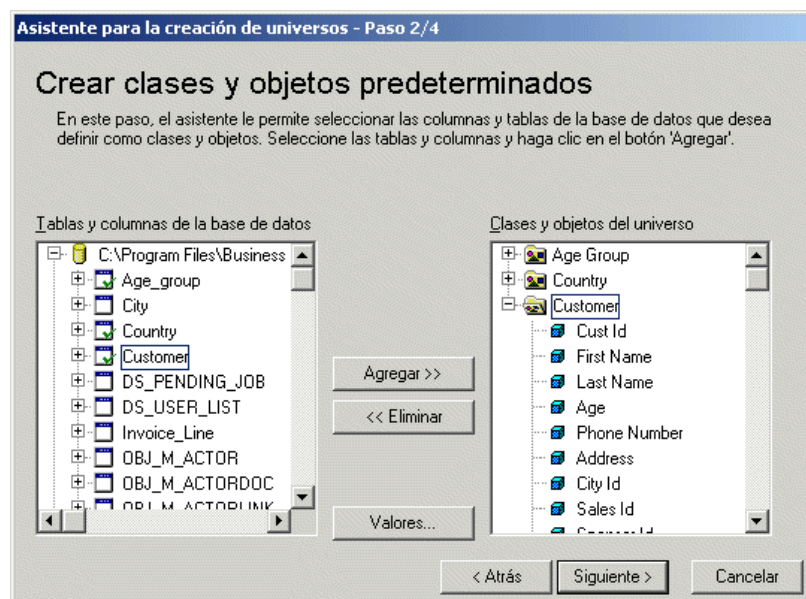 Asistente para la creación de universos - Paso 2/4
Crear clases y objetos predeterminados
En este paso, el asistente le permite seleccionar las columnas y tablas de la base de datos que desea
definir como clases y objetos. Seleccione las tablas y columnas y haga clic en el botón 'Agregar'.
Tablas y columnas de la base de datos
C:\Program Files\Business
Age_group
City
Country
Customer
DS_PENDING_JOB
DS_USER_LIST
Invoice_Line
OBJ_M_ACTOR
OBJ_M_ACTORDOC
OBJ_M_ACTORLINK
Agregar >>
<< Eliminar
Valores...
Clases y objetos del universo
Age Group
Country
Customer
Cust Id
First Name
Last Name
Age
Phone Number
Address
City Id
Sales Id
Sponsor Id
< Atrás
Siguiente >
Cancelar